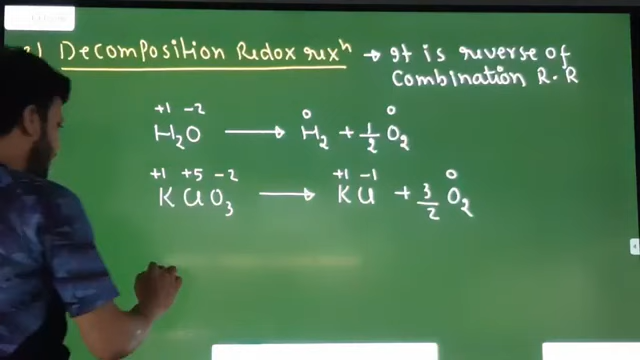 Decomposition Redox rex^n → It is reverse of
Combination R.R
+1 -2 0 0
H₂O → H₂ + 1/2 O₂
+1 +5 -2 +1 -1 0
KClO₃ → KCl + 3/2 O₂